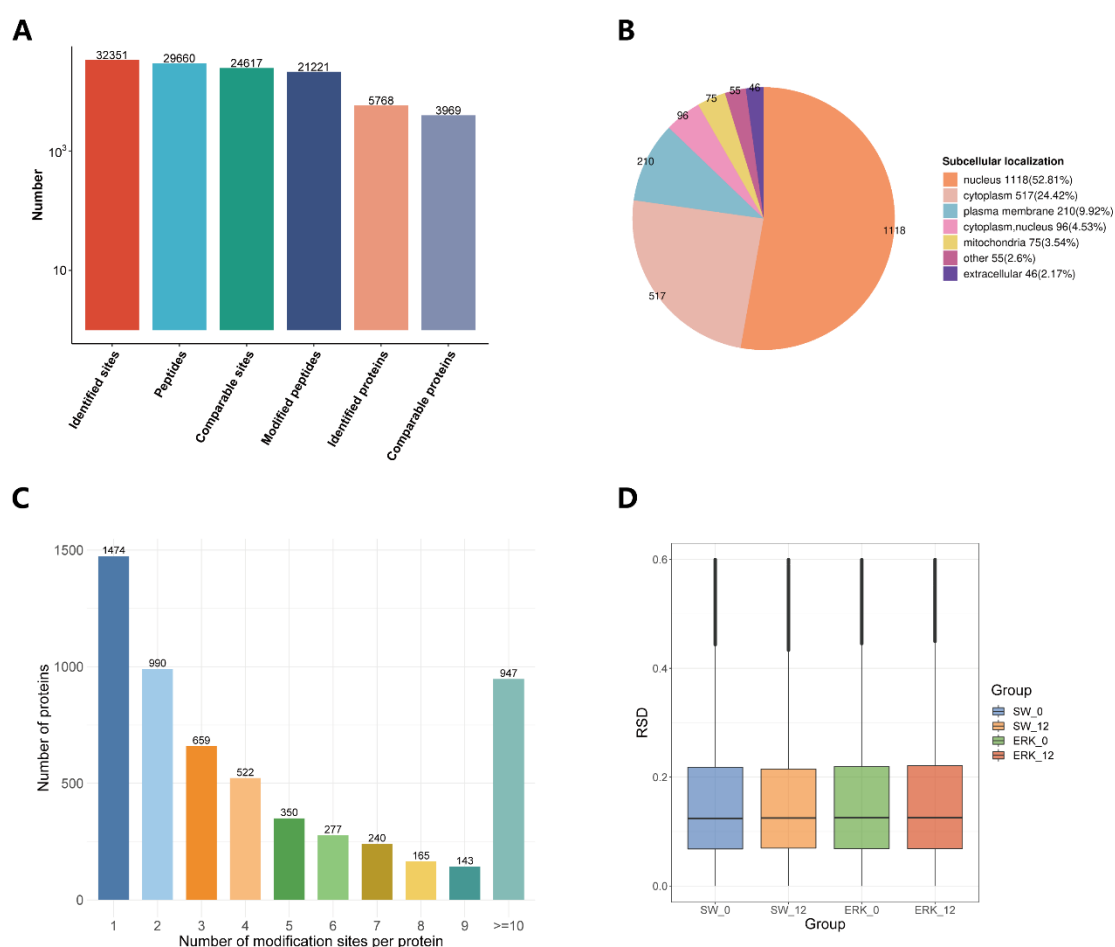 A
32351
29660
24617
21221
5768
3969
10³
10
Number
Identified sites
Peptides
Comparable sites
Modified peptides
Identified proteins
Comparable proteins
B
46
55
75
96
210
517
1118
Subcellular localization
nucleus 1118(52.81%)
cytoplasm 517(24.42%)
plasma membrane 210(9.92%)
cytoplasm,nucleus 96(4.53%)
mitochondria 75(3.54%)
other 55(2.6%)
extracellular 46(2.17%)
C
1500
1000
500
0
Number of proteins
1474
990
659
522
350
277
240
165
143
947
1 2 3 4 5 6 7 8 9 >=10
Number of modification sites per protein
D
0.6
0.4
0.2
0.0
RSD
SW_0 SW_12 ERK_0 ERK_12
Group
Group
SW_0
SW_12
ERK_0
ERK_12